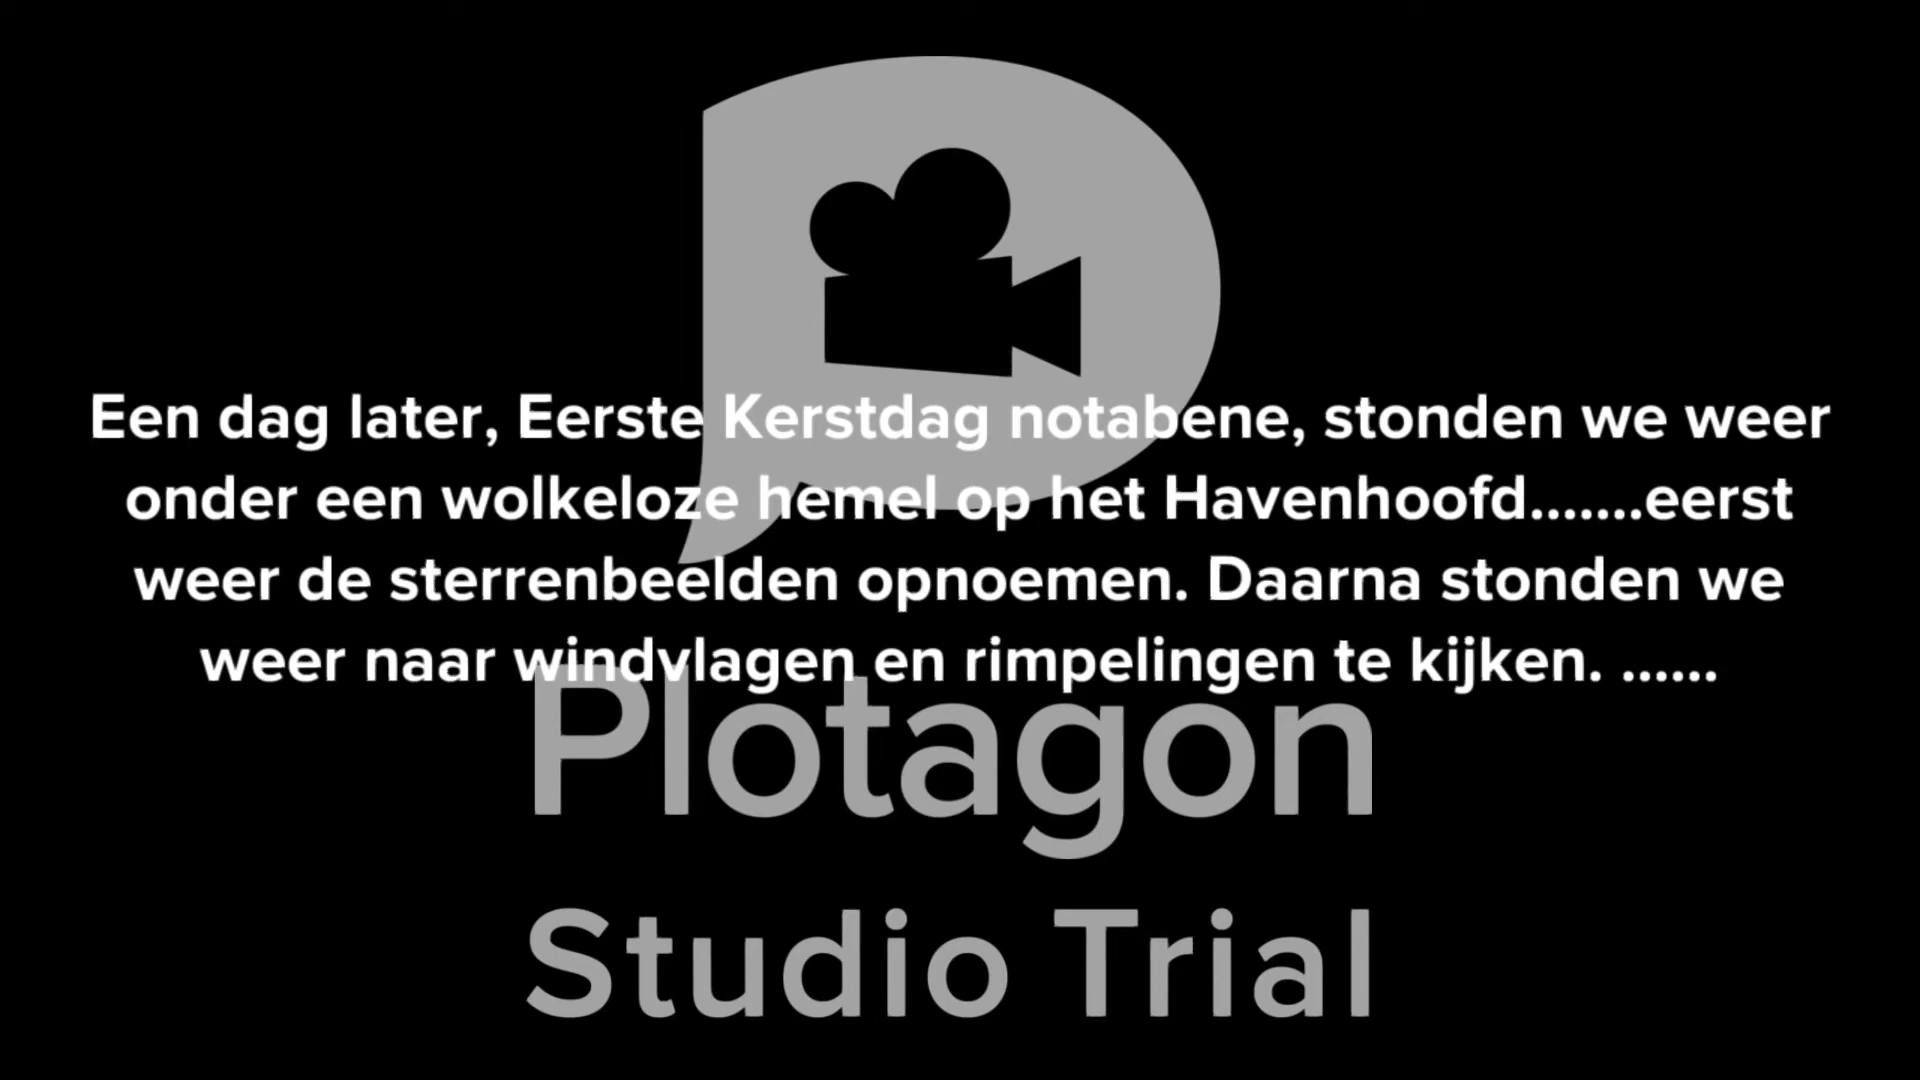 Een dag later, Eerste Kerstdag notabene, stonden we weer
onder een wolkeloze hemel op het Havenhoofd.......eerst
weer de sterrenbeelden opnoemen. Daarna stonden we
weer naar windvlagen en rimpelingen te kijken. ......
Plotagon
Studio Trial